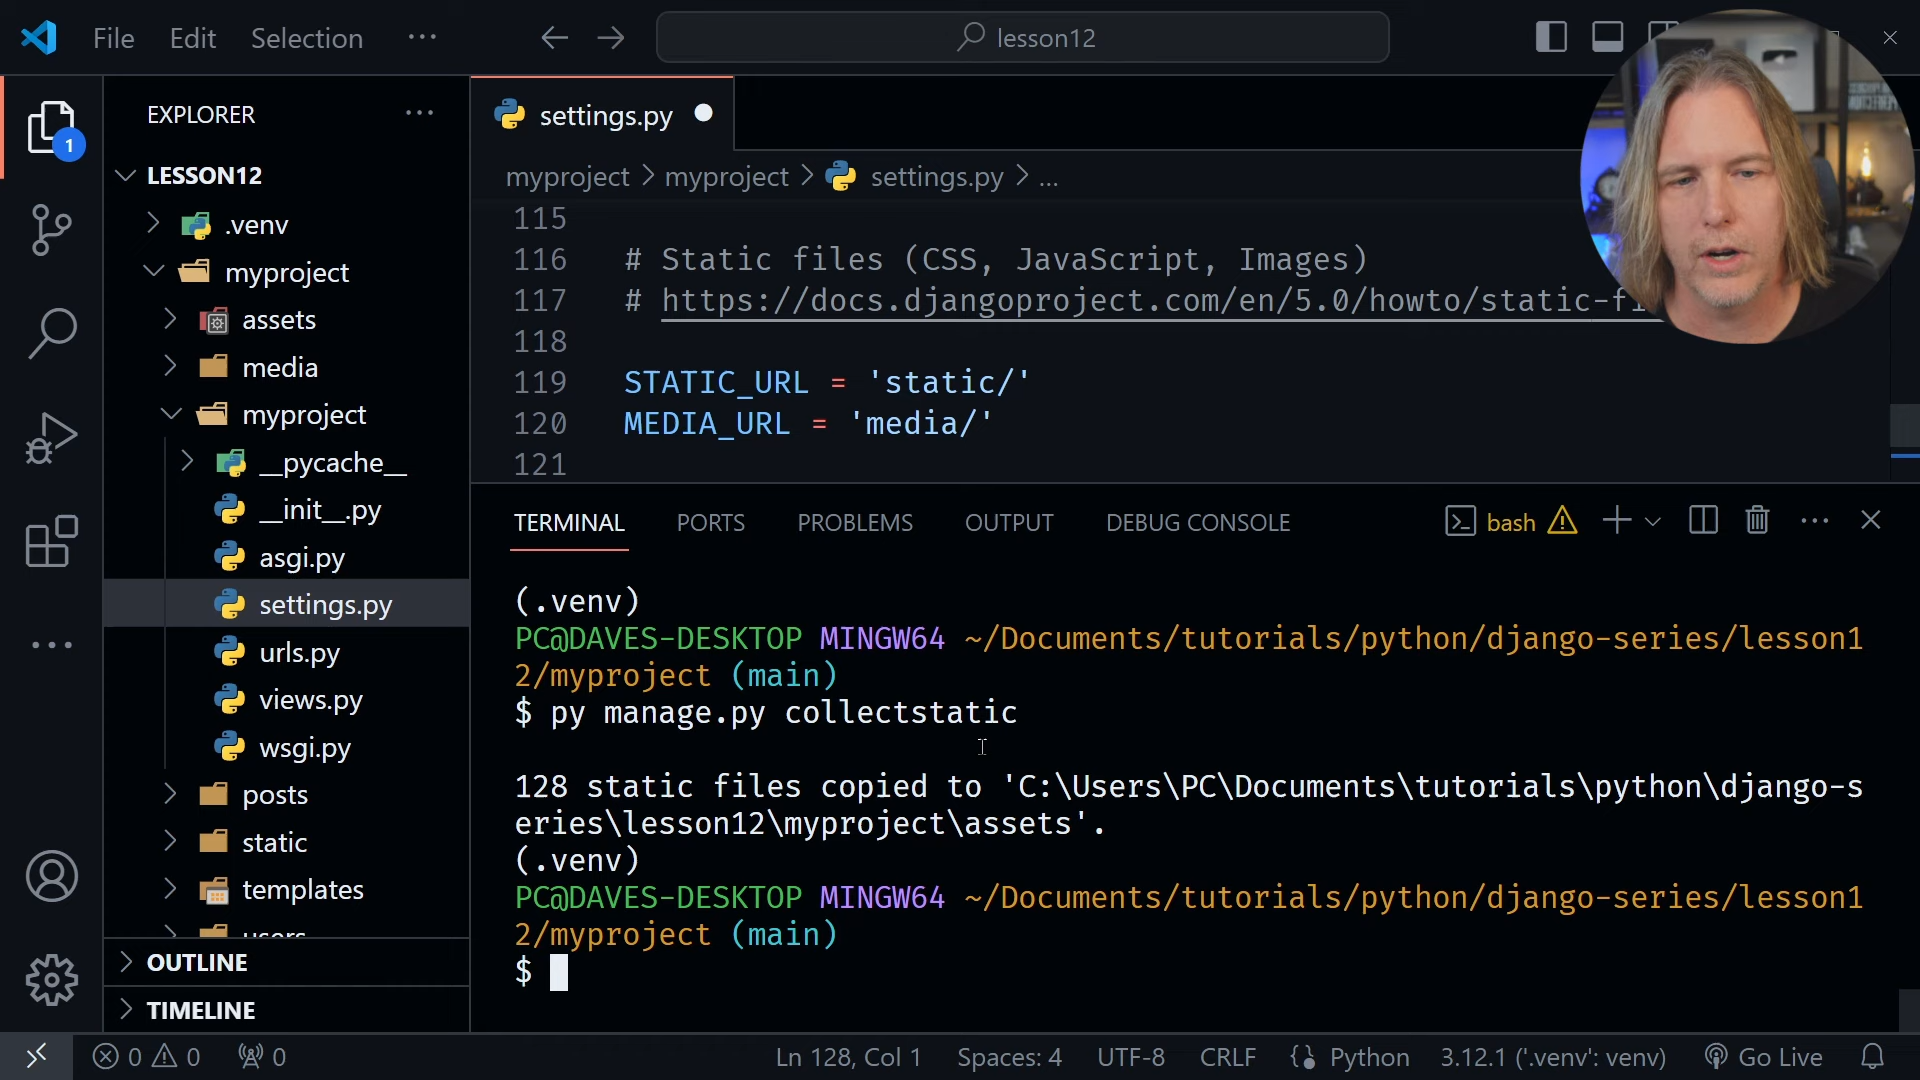 File Edit Selection ··· lesson12
EXPLORER ···
1
LESSON12
.venv
myproject
assets
media
myproject
__pycache__
__init__.py
asgi.py
settings.py
urls.py
views.py
wsgi.py
posts
static
templates
users
OUTLINE
TIMELINE
settings.py
myproject > myproject > settings.py > ...
115
116 # Static files (CSS, JavaScript, Images)
117 # https://docs.djangoproject.com/en/5.0/howto/static-fi
118
119 STATIC_URL = 'static/'
120 MEDIA_URL = 'media/'
121
TERMINAL PORTS PROBLEMS OUTPUT DEBUG CONSOLE bash
(.venv)
PC@DAVES-DESKTOP MINGW64 ~/Documents/tutorials/python/django-series/lesson1
2/myproject (main)
$ py manage.py collectstatic
128 static files copied to 'C:\Users\PC\Documents\tutorials\python\django-s
eries\lesson12\myproject\assets'.
(.venv)
PC@DAVES-DESKTOP MINGW64 ~/Documents/tutorials/python/django-series/lesson1
2/myproject (main)
$
0 0 0 Ln 128, Col 1 Spaces: 4 UTF-8 CRLF Python 3.12.1 ('.venv': venv) Go Live